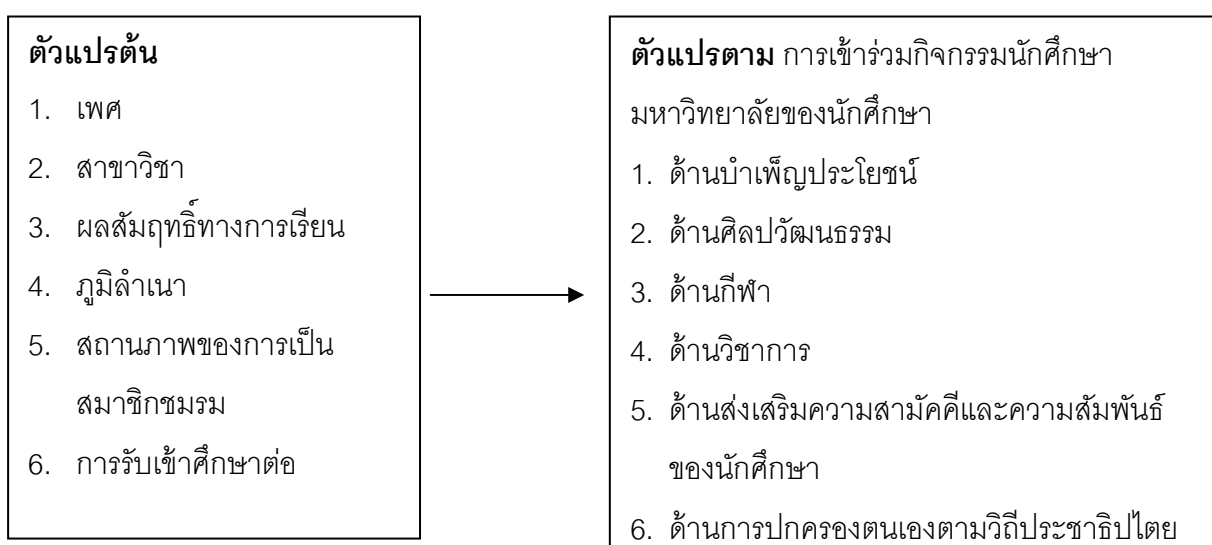 ตัวแปรต้น
1. เพศ
2. สาขาวิชา
3. ผลสัมฤทธิ์ทางการเรียน
4. ภูมิลำเนา
5. สถานภาพของการเป็น
สมาชิกชมรม
6. การรับเข้าศึกษาต่อ
ตัวแปรตาม การเข้าร่วมกิจกรรมนักศึกษา
มหาวิทยาลัยของนักศึกษา
1. ด้านบำเพ็ญประโยชน์
2. ด้านศิลปวัฒนธรรม
3. ด้านกีฬา
4. ด้านวิชาการ
5. ด้านส่งเสริมความสามัคคีและความสัมพันธ์
ของนักศึกษา
6. ด้านการปกครองตนเองตามวิถีประชาธิปไตย